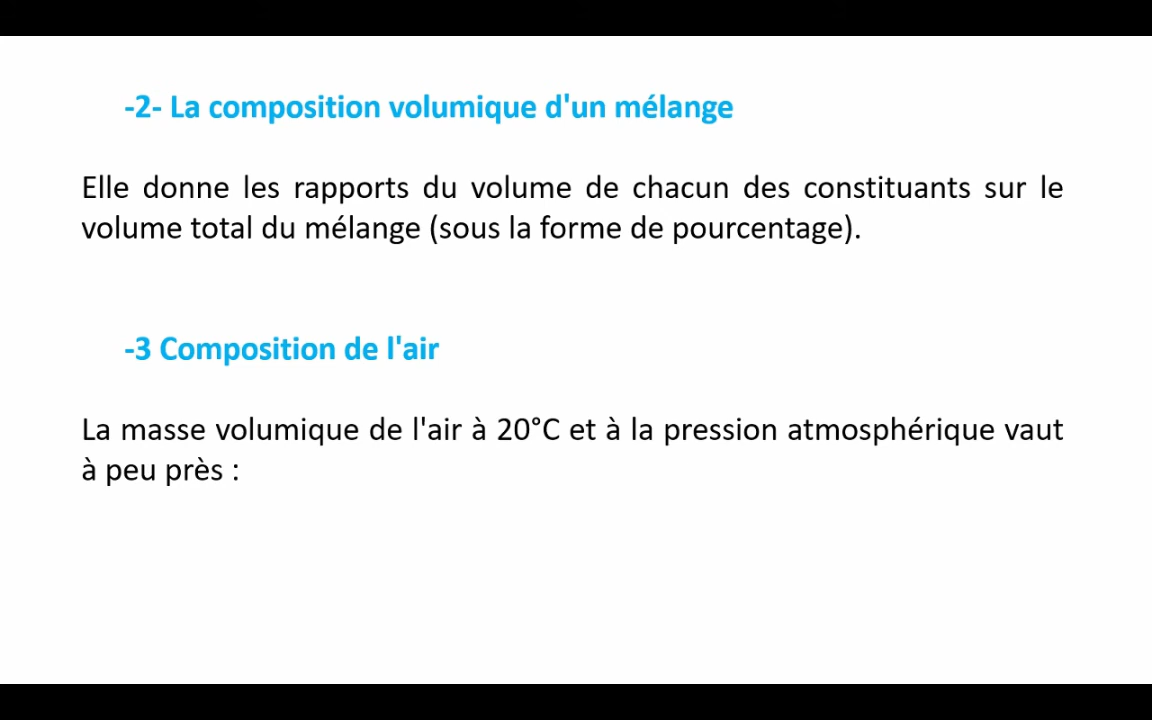 -2- La composition volumique d'un mélange
Elle donne les rapports du volume de chacun des constituants sur le
volume total du mélange (sous la forme de pourcentage).
-3 Composition de l'air
La masse volumique de l'air à 20°C et à la pression atmosphérique vaut
à peu près :